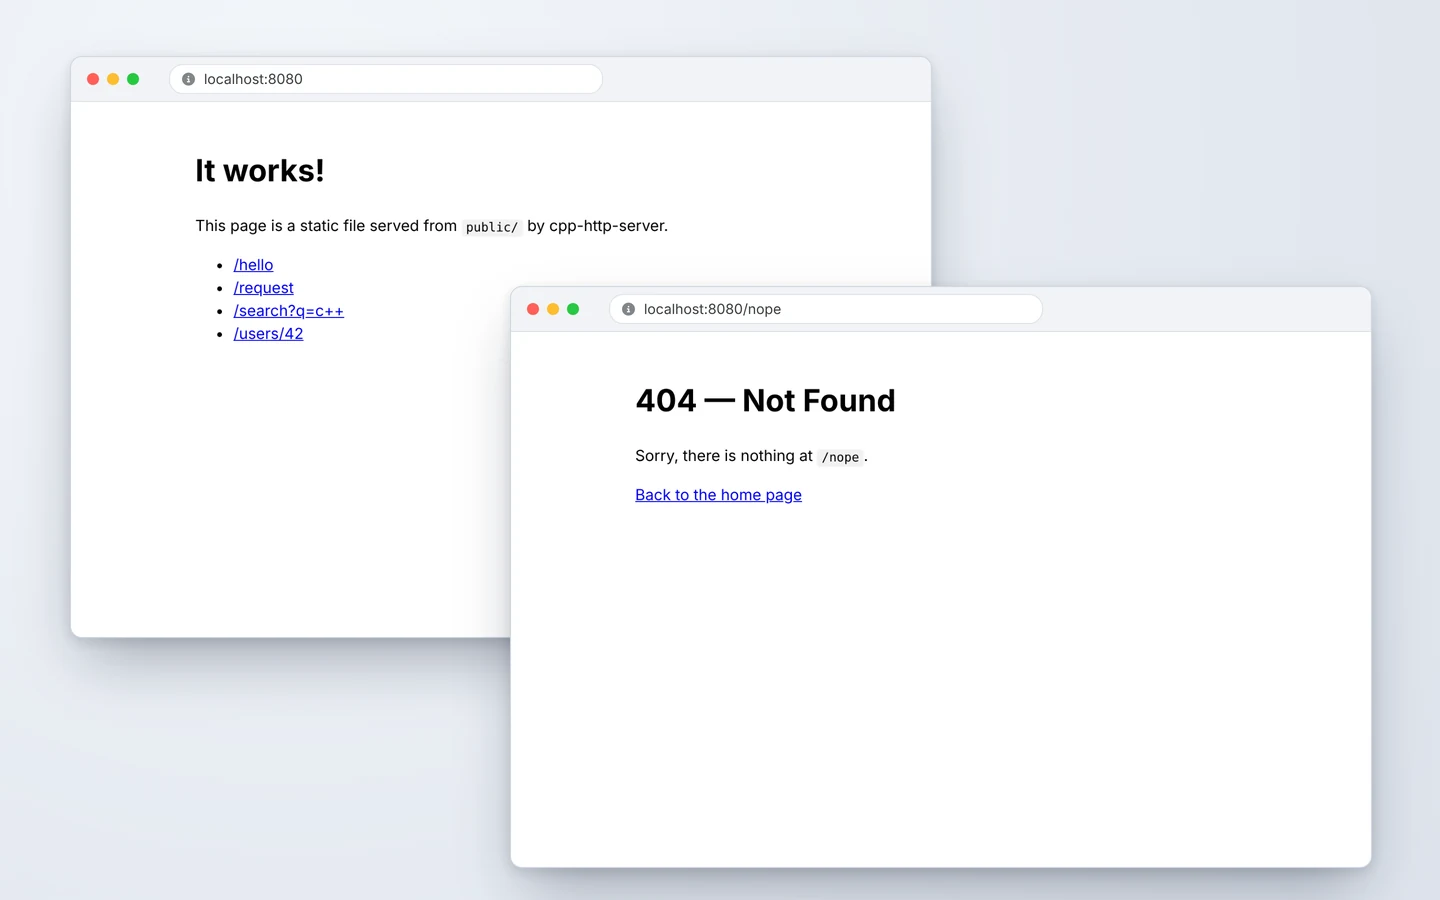 localhost:8080
It works!
This page is a static file served from public/ by cpp-http-server.
/hello
/request
/search?q=c++
/users/42
localhost:8080/nope
404 — Not Found
Sorry, there is nothing at /nope.
Back to the home page